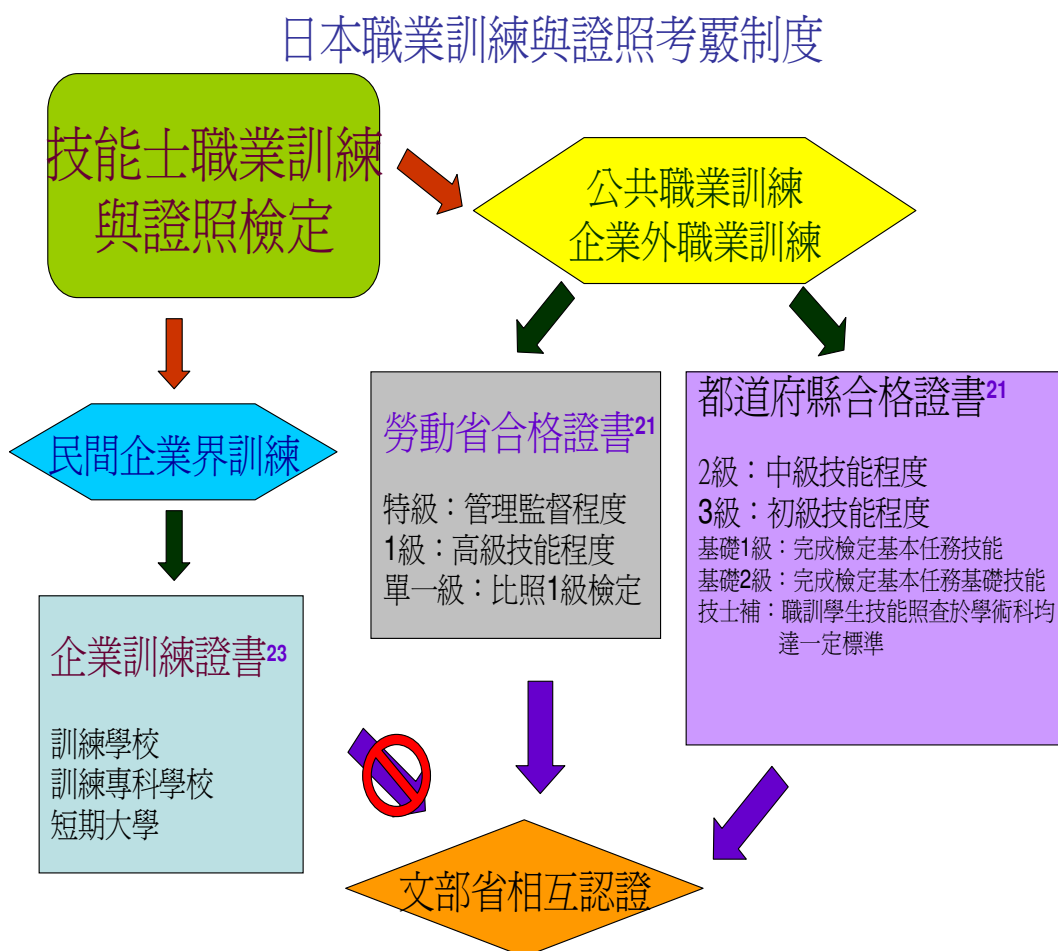 日本職業訓練與證照考覈制度
技能士職業訓練
與證照檢定
公共職業訓練
企業外職業訓練
民間企業界訓練
勞動省合格證書21
特級：管理監督程度
1級：高級技能程度
單一級：比照1級檢定
都道府縣合格證書21
2級：中級技能程度
3級：初級技能程度
基礎1級：完成檢定基本任務技能
基礎2級：完成檢定基本任務基礎技能
技士補：職訓學生技能照查於學術科均
達一定標準
企業訓練證書23
訓練學校
訓練專科學校
短期大學
文部省相互認證